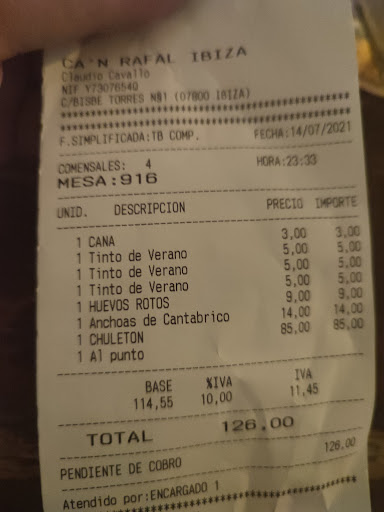 CA'N RAFAL IBIZA
Claudio Cavallo
NIF Y7307654O
C/BISBE TORRES Nº1 (07800 IBIZA)
F.SIMPLIFICADA:TB COMP. FECHA:14/07/2021
COMENSALES: 4 HORA:23:33
MESA:916
UNID. DESCRIPCION PRECIO IMPORTE
1 CANA 3,00 3,00
1 Tinto de Verano 5,00 5,00
1 Tinto de Verano 5,00 5,00
1 Tinto de Verano 5,00 5,00
1 HUEVOS ROTOS 9,00 9,00
1 Anchoas de Cantabrico 14,00 14,00
1 CHULETON 85,00 85,00
1 Al punto
BASE %IVA IVA
114,55 10,00 11,45
TOTAL 126,00
PENDIENTE DE COBRO 126,00
Atendido por:ENCARGADO 1